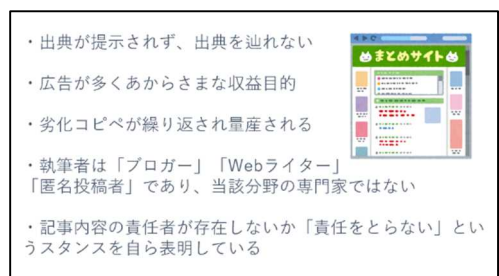 ・出典が提示されず、出典を辿れない
まとめサイト
・広告が多くあからさまな収益目的
・劣化コピペが繰り返され量産される
・執筆者は「ブロガー」「Webライター」
「匿名投稿者」であり、当該分野の専門家ではない
・記事内容の責任者が存在しないか「責任をとらない」とい
うスタンスを自ら表明している